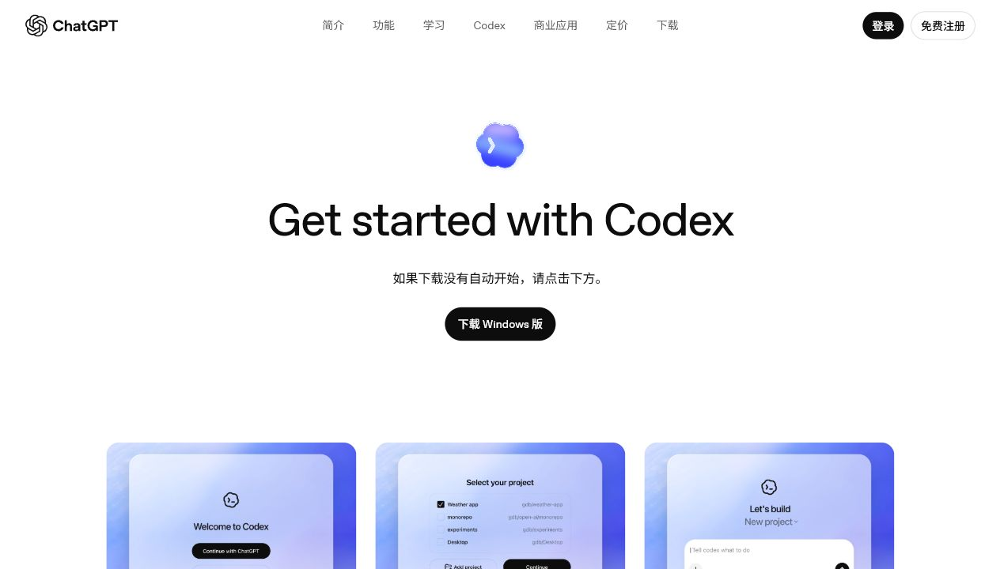 ChatGPT
简介
功能
学习
Codex
商业应用
定价
下载
登录
免费注册
Get started with Codex
如果下载没有自动开始，请点击下方。
下载 Windows 版
Welcome to Codex
Continue with ChatGPT
Select your project
Weather app gdb/weather-app
monorepo gdb/open-ai/monorepo
experiments gdb/experiments
Desktop gdb/Desktop
Add project
Continue
Let's build
New project
Tell codex what to do